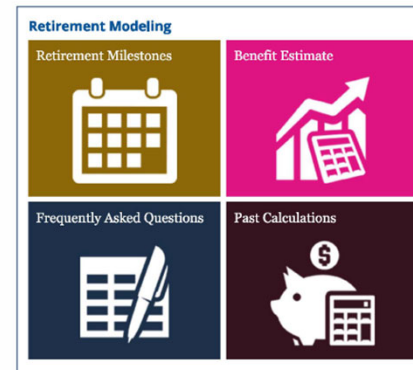 Retirement Modeling
Retirement Milestones
Benefit Estimate
Frequently Asked Questions
Past Calculations
$